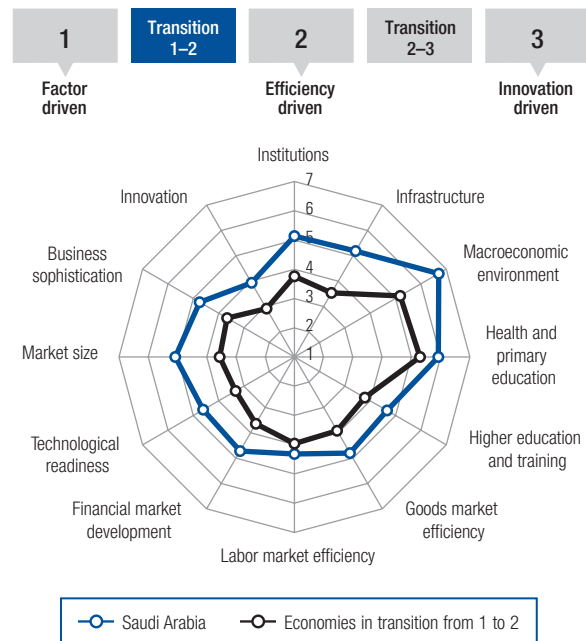 1
Transition
1–2
2
Transition
2–3
3
Factor
driven
Efficiency
driven
Innovation
driven
Institutions
Infrastructure
Macroeconomic
environment
Health and
primary
education
Higher education
and training
Goods market
efficiency
Labor market efficiency
Financial market
development
Technological
readiness
Market size
Business
sophistication
Innovation
7
6
5
4
3
2
1
Saudi Arabia
Economies in transition from 1 to 2